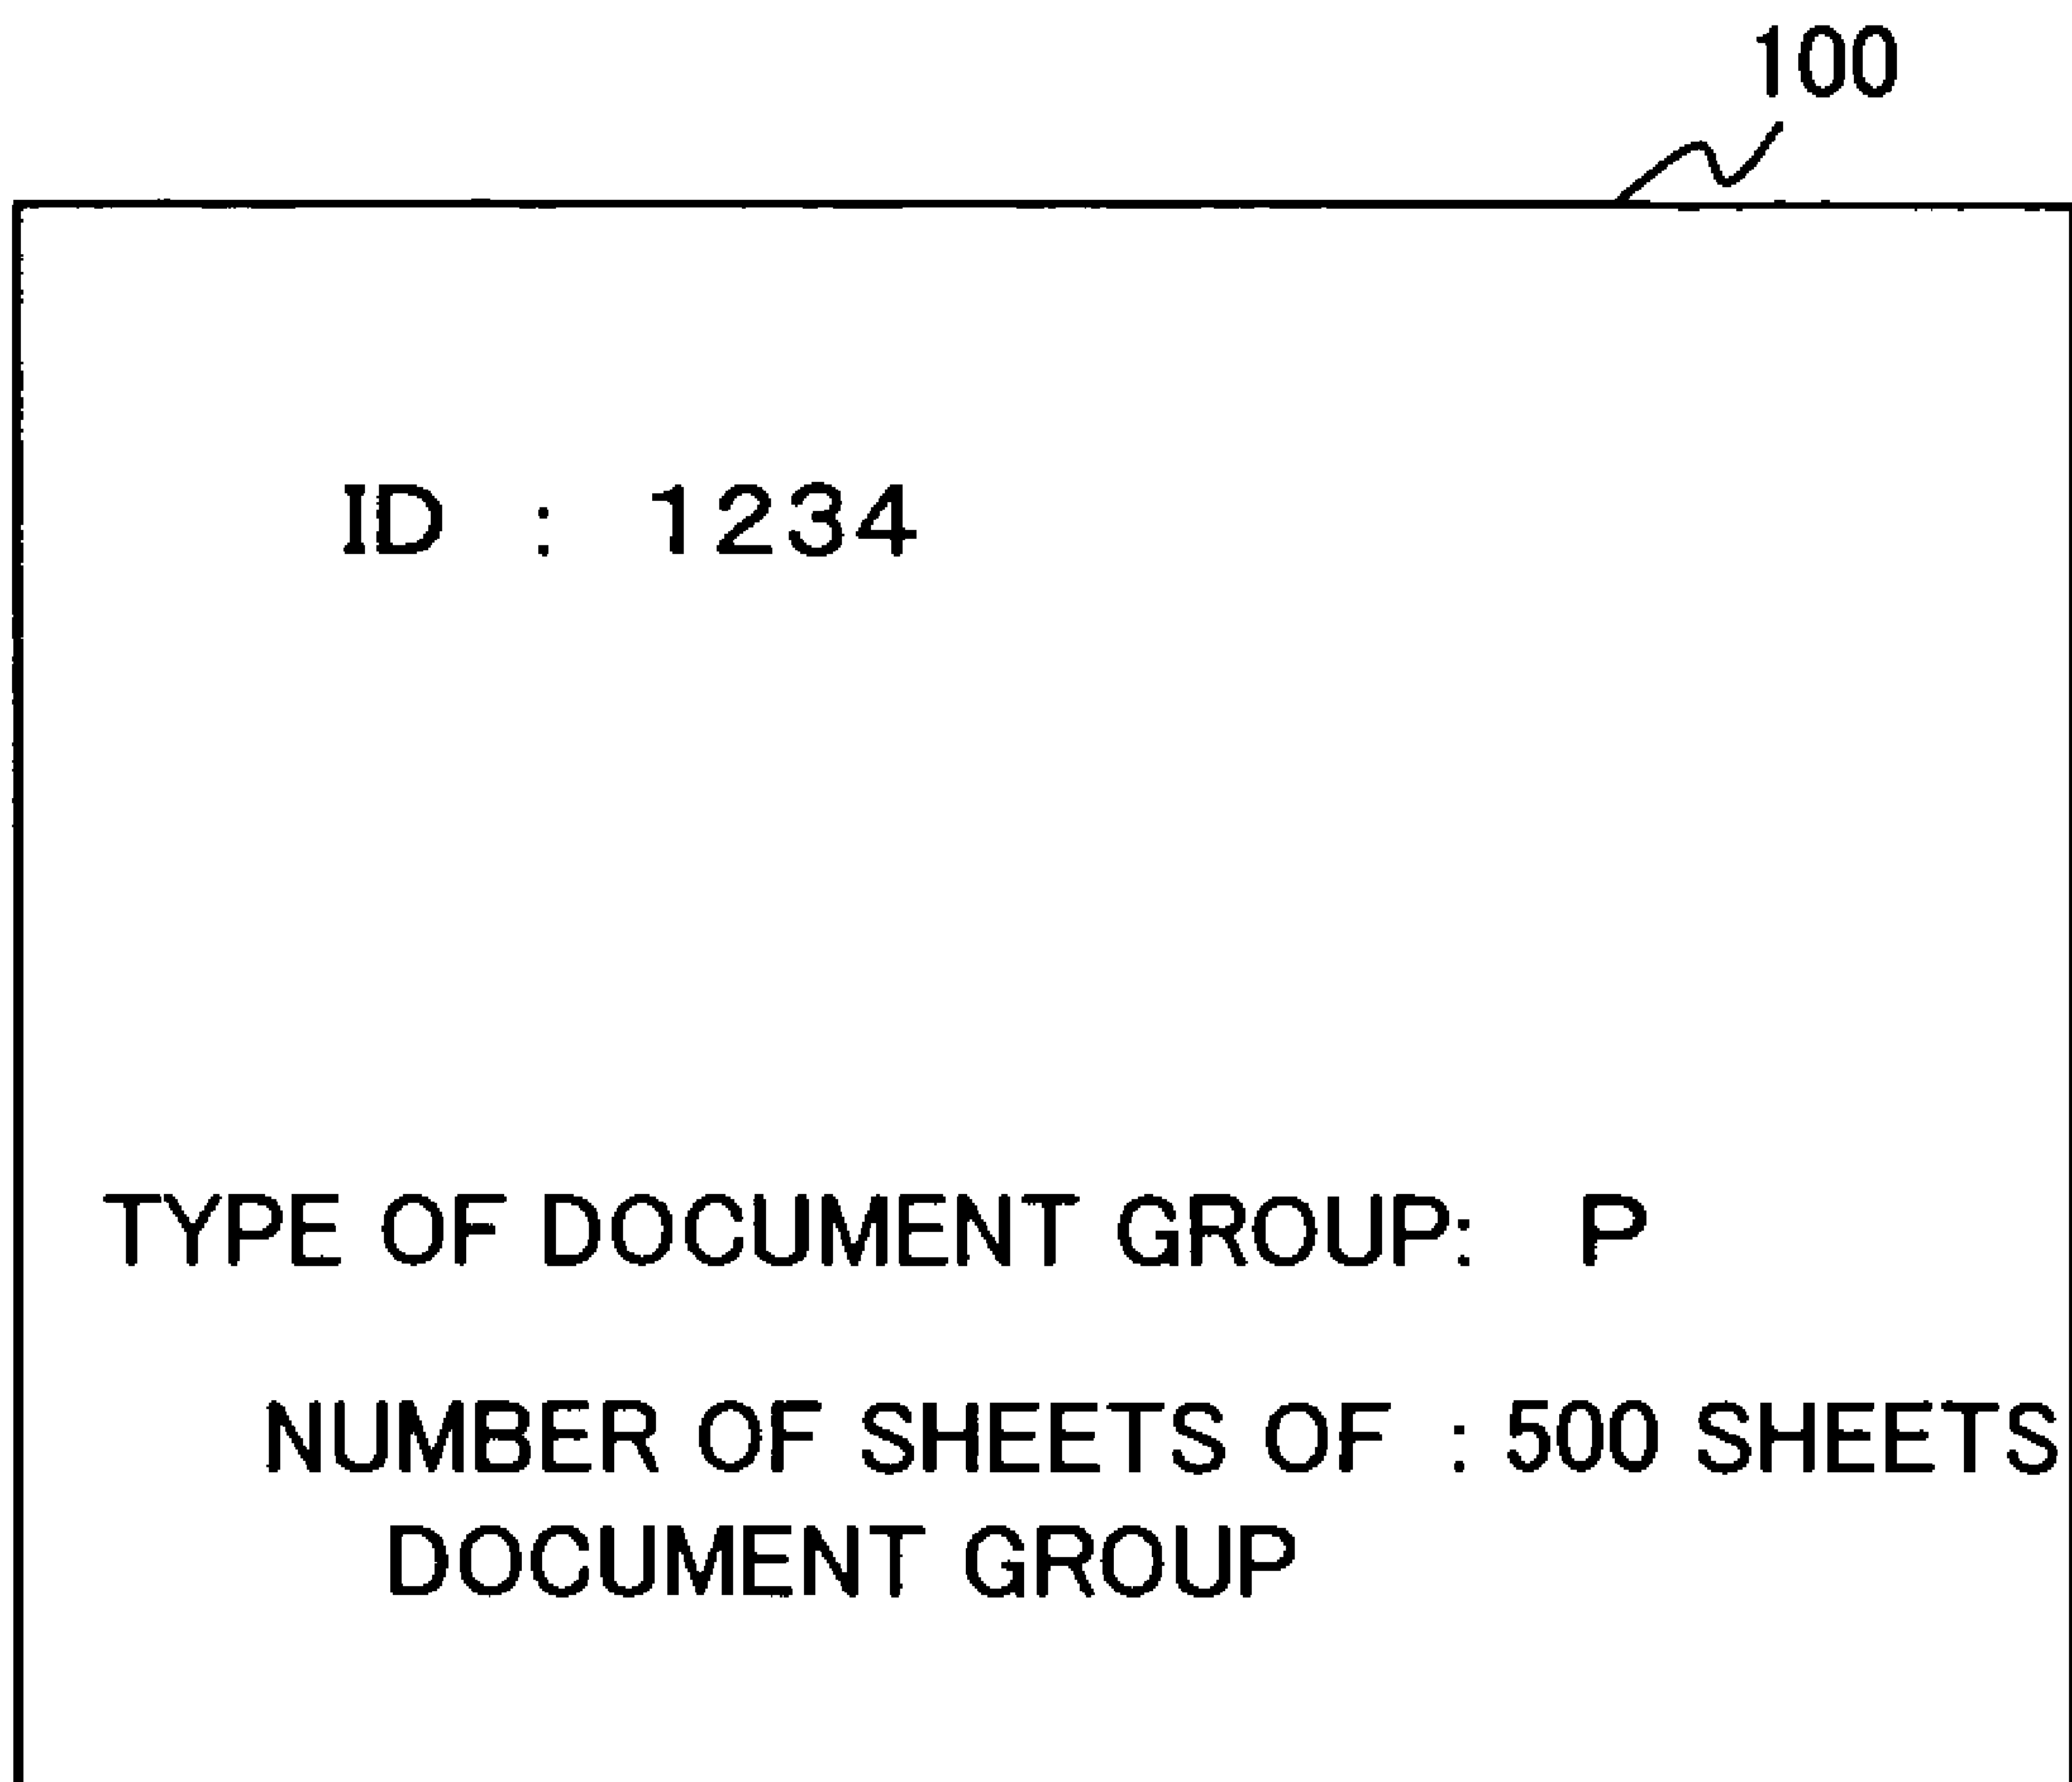 100
ID : 1234
TYPE OF DOCUMENT GROUP: P
NUMBER OF SHEETS OF : 500 SHEETS
DOCUMENT GROUP